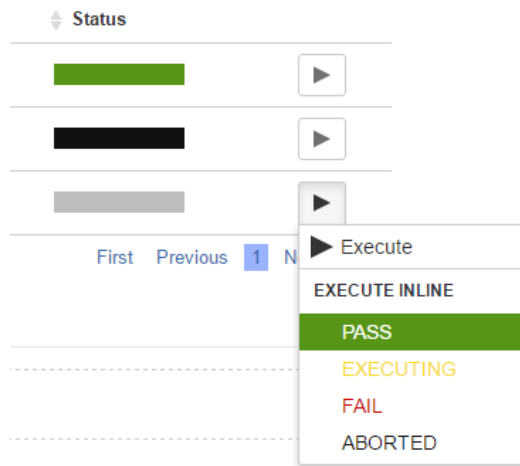 Status
First Previous 1
Execute
EXECUTE INLINE
PASS
EXECUTING
FAIL
ABORTED